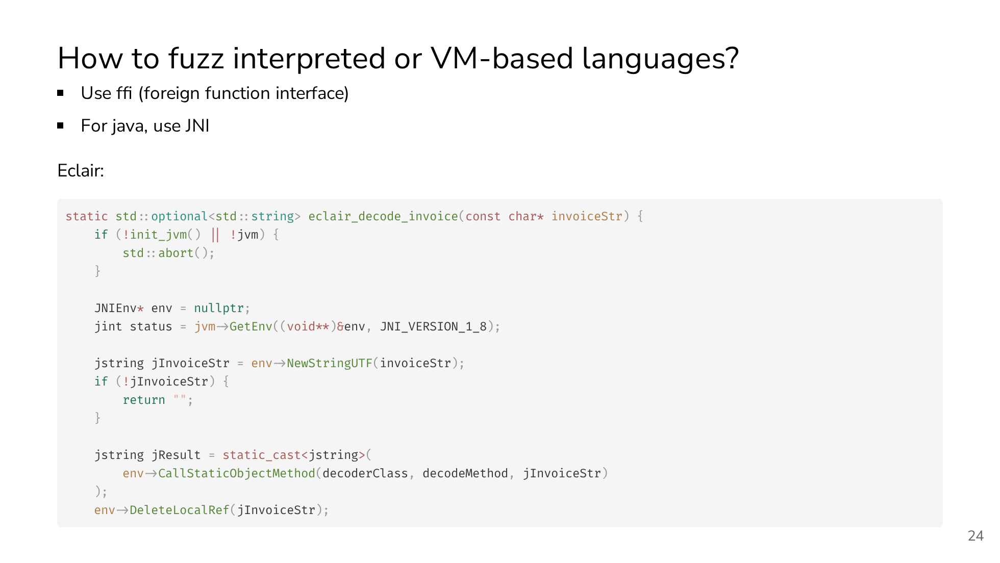 How to fuzz interpreted or VM-based languages?
▪ Use ffi (foreign function interface)
▪ For java, use JNI
Eclair:
static std::optional<std::string> eclair_decode_invoice(const char* invoiceStr) {
    if (!init_jvm() || !jvm) {
        std::abort();
    }

    JNIEnv* env = nullptr;
    jint status = jvm->GetEnv((void**)&env, JNI_VERSION_1_8);

    jstring jInvoiceStr = env->NewStringUTF(invoiceStr);
    if (!jInvoiceStr) {
        return "";
    }

    jstring jResult = static_cast<jstring>(
        env->CallStaticObjectMethod(decoderClass, decodeMethod, jInvoiceStr)
    );
    env->DeleteLocalRef(jInvoiceStr);
24